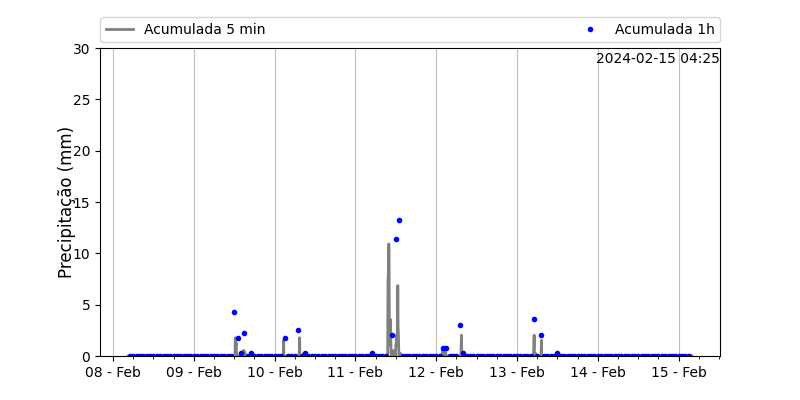 Acumulada 5 min
Acumulada 1h
2024-02-15 04:25
Precipitação (mm)
30
25
20
15
10
5
0
08 - Feb
09 - Feb
10 - Feb
11 - Feb
12 - Feb
13 - Feb
14 - Feb
15 - Feb